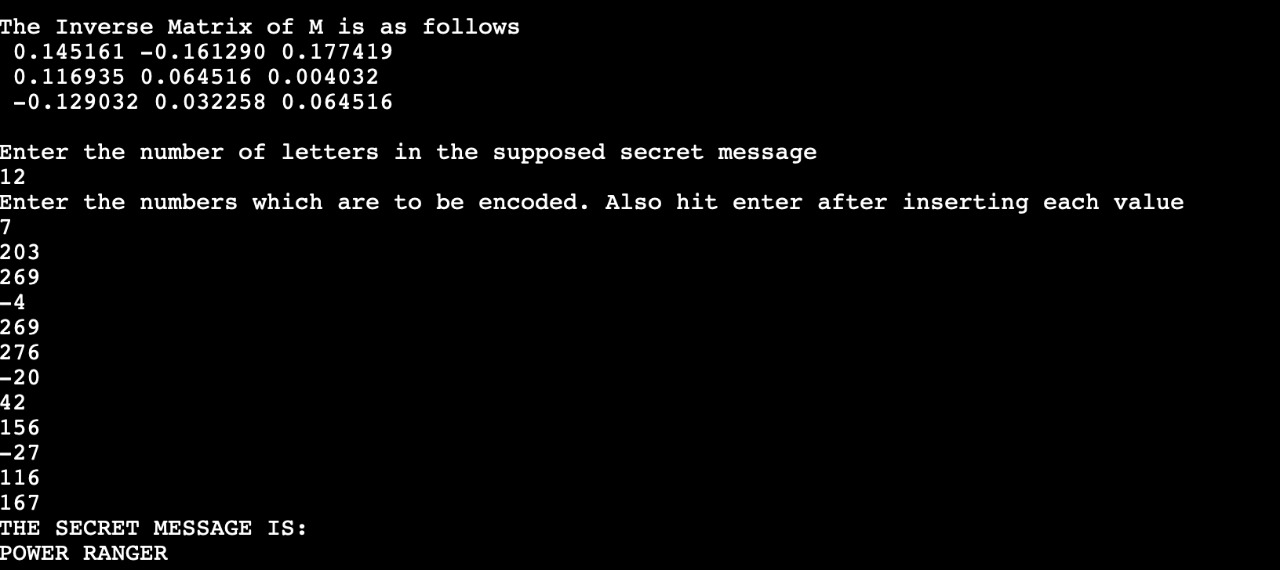 The Inverse Matrix of M is as follows
0.145161 -0.161290 0.177419
0.116935 0.064516 0.004032
-0.129032 0.032258 0.064516
Enter the number of letters in the supposed secret message
12
Enter the numbers which are to be encoded. Also hit enter after inserting each value
7
203
269
-4
269
276
-20
42
156
-27
116
167
THE SECRET MESSAGE IS:
POWER RANGER